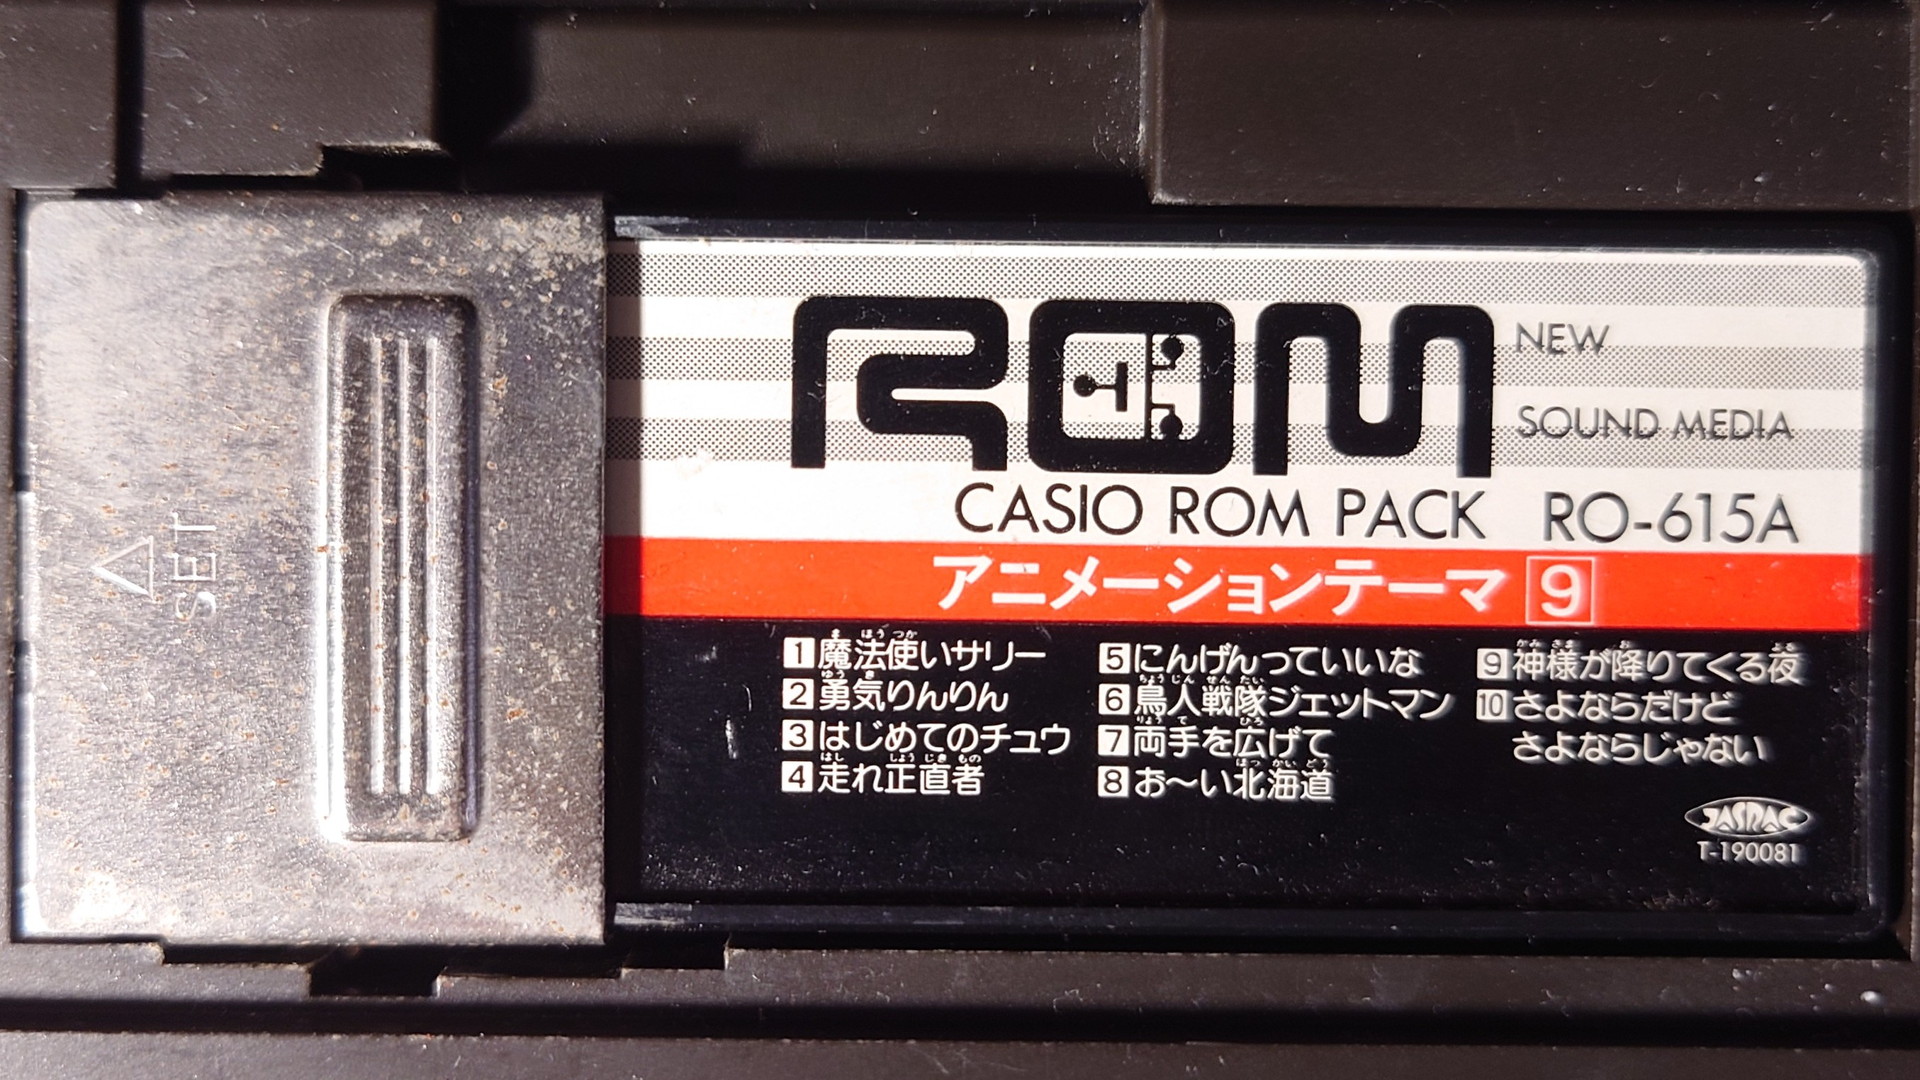 △ SET
ROM
NEW
SOUND MEDIA
CASIO ROM PACK RO-615A
アニメーションテーマ 9
1 魔法使いサリー
2 勇気りんりん
3 はじめてのチュウ
4 走れ正直者
5 にんげんっていいな
6 鳥人戦隊ジェットマン
7 両手を広げて
8 お〜い北海道
9 神様が降りてくる夜
10 さよならだけど
さよならじゃない
JASRAC
T-190081